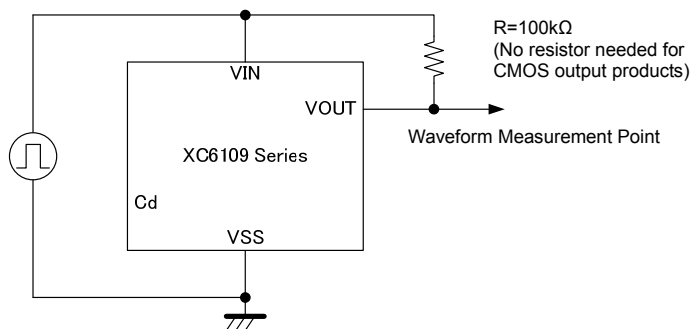 R=100kΩ
(No resistor needed for
CMOS output products)
VIN
VOUT
Waveform Measurement Point
XC6109 Series
Cd
VSS